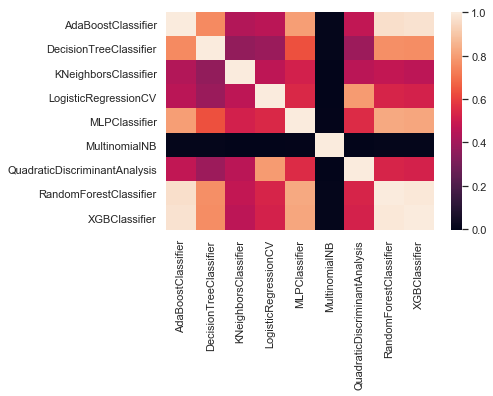 AdaBoostClassifier
DecisionTreeClassifier
KNeighborsClassifier
LogisticRegressionCV
MLPClassifier
MultinomialNB
QuadraticDiscriminantAnalysis
RandomForestClassifier
XGBClassifier
AdaBoostClassifier
DecisionTreeClassifier
KNeighborsClassifier
LogisticRegressionCV
MLPClassifier
MultinomialNB
QuadraticDiscriminantAnalysis
RandomForestClassifier
XGBClassifier
1.0
0.8
0.6
0.4
0.2
0.0